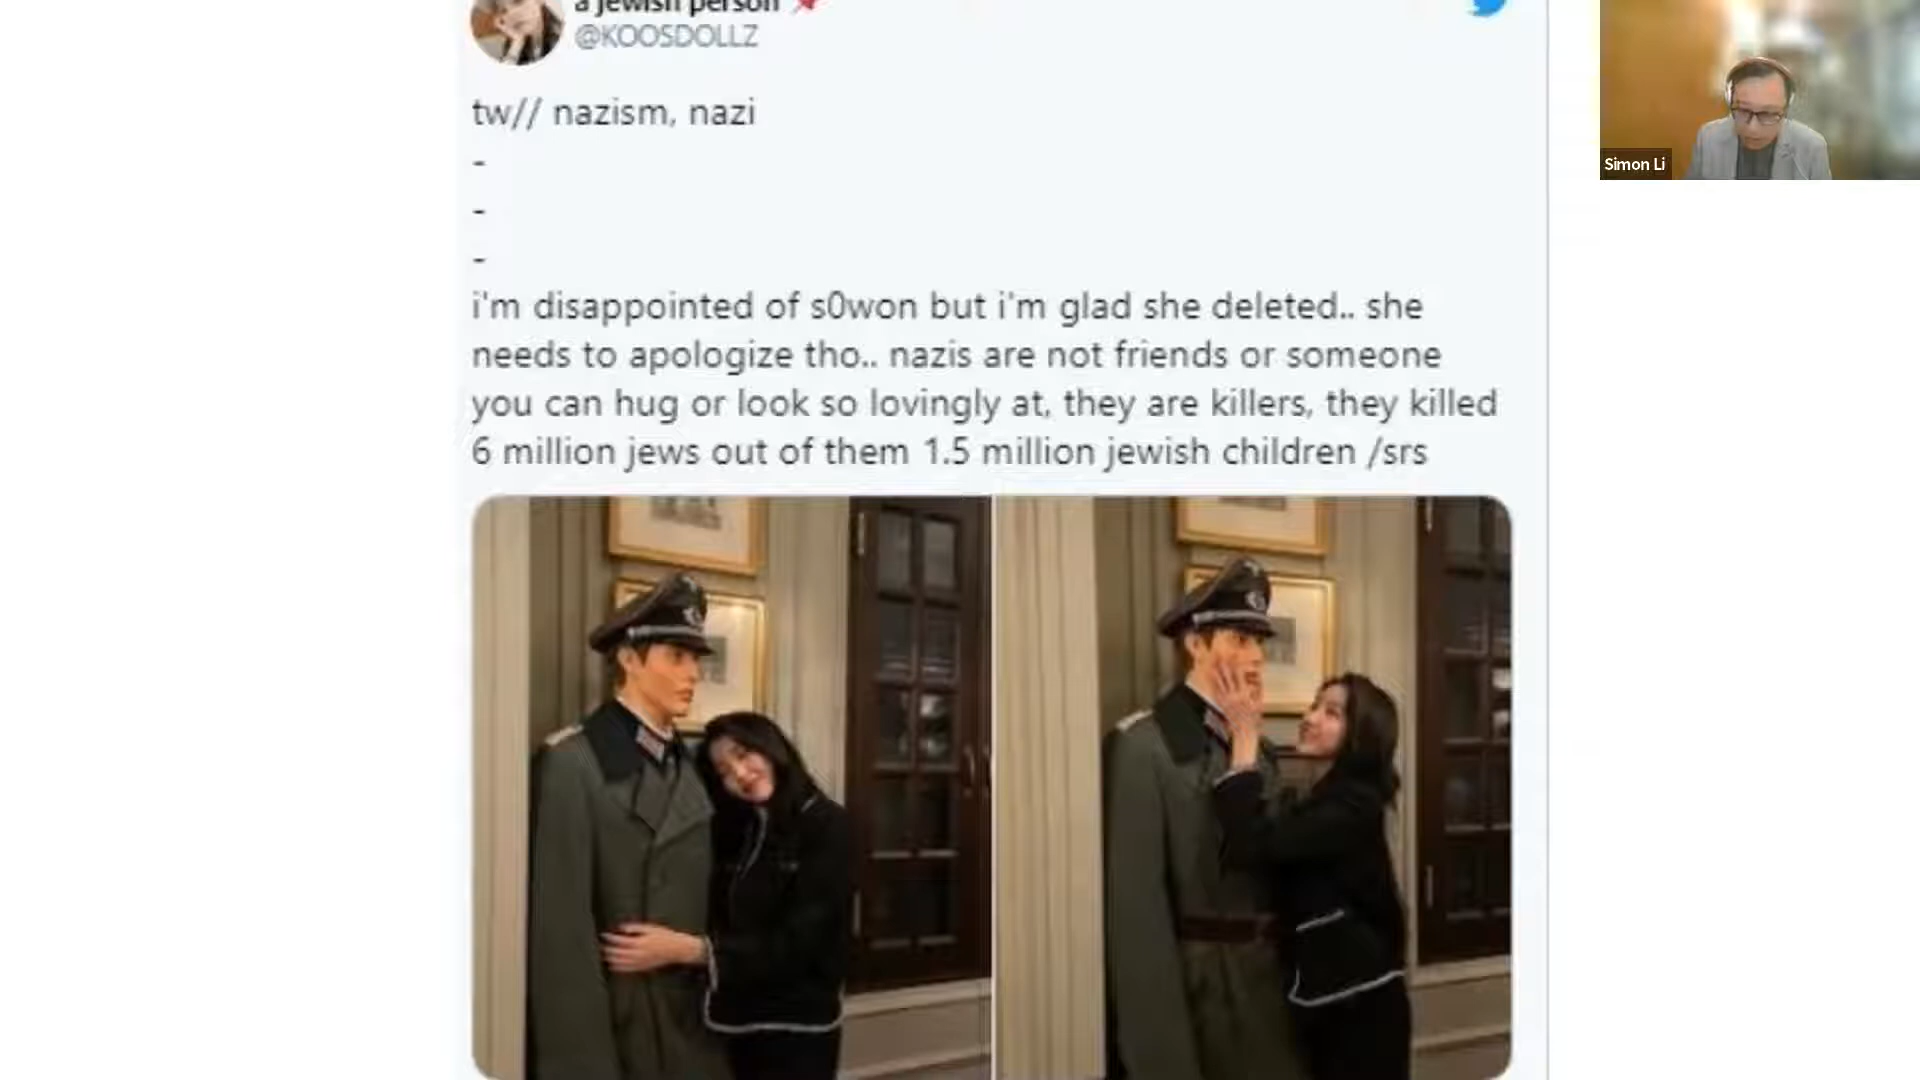 a jewish person
@KOOSDOLLZ
tw// nazism, nazi
-
-
-
i'm disappointed of s0won but i'm glad she deleted.. she
needs to apologize tho.. nazis are not friends or someone
you can hug or look so lovingly at, they are killers, they killed
6 million jews out of them 1.5 million jewish children /srs
Simon Li